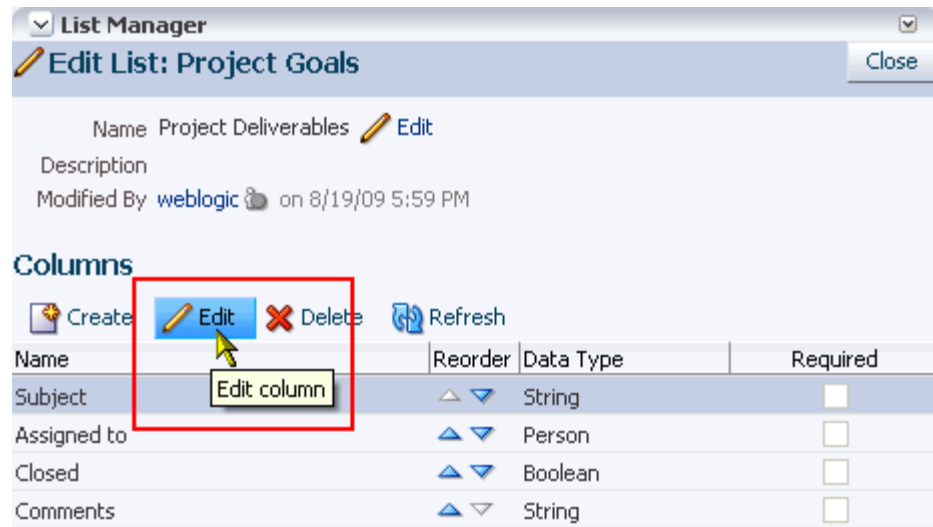 List Manager
Edit List: Project Goals Close
Name Project Deliverables Edit
Description
Modified By weblogic on 8/19/09 5:59 PM
Columns
Create Edit Delete Refresh
Name Reorder Data Type Required
Edit column
Subject String
Assigned to Person
Closed Boolean
Comments String